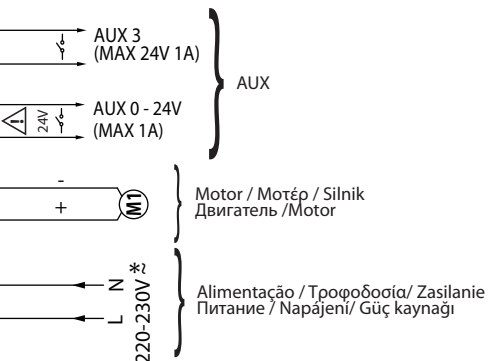 AUX 3
(MAX 24V 1A)
AUX
24V
AUX 0 - 24V
(MAX 1A)
-
+
M1
Motor / Μοτέρ / Silnik
Двигатель /Motor
N
L
220-230V *~
Alimentação / Τροφοδοσία/ Zasilanie
Питание / Napájení/ Güç kaynağı